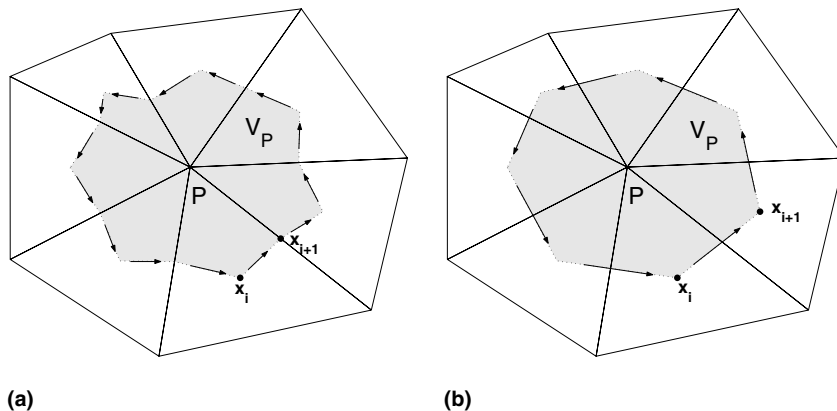 V_P
P
x_{i+1}
x_i
(a)
V_P
P
x_{i+1}
x_i
(b)